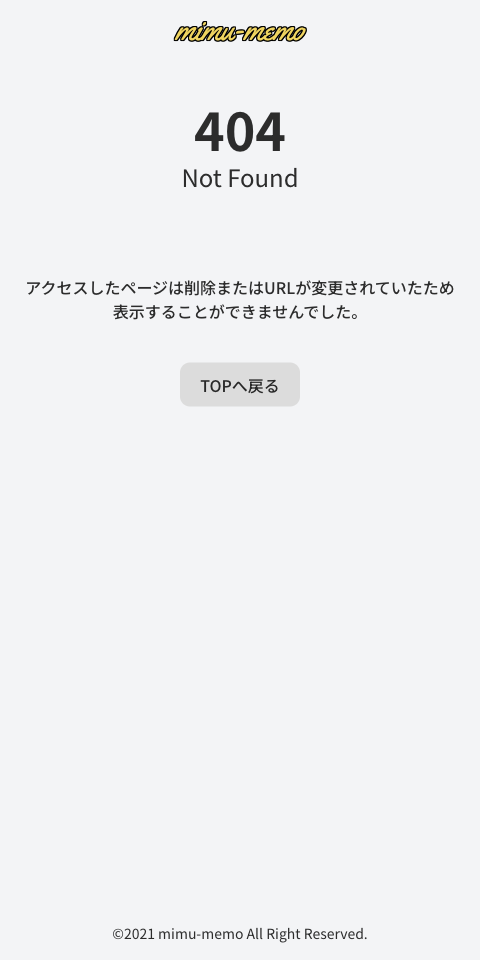 mimu-memo
404
Not Found
アクセスしたページは削除またはURLが変更されていたため
表示することができませんでした。
TOPへ戻る
©2021 mimu-memo All Right Reserved.